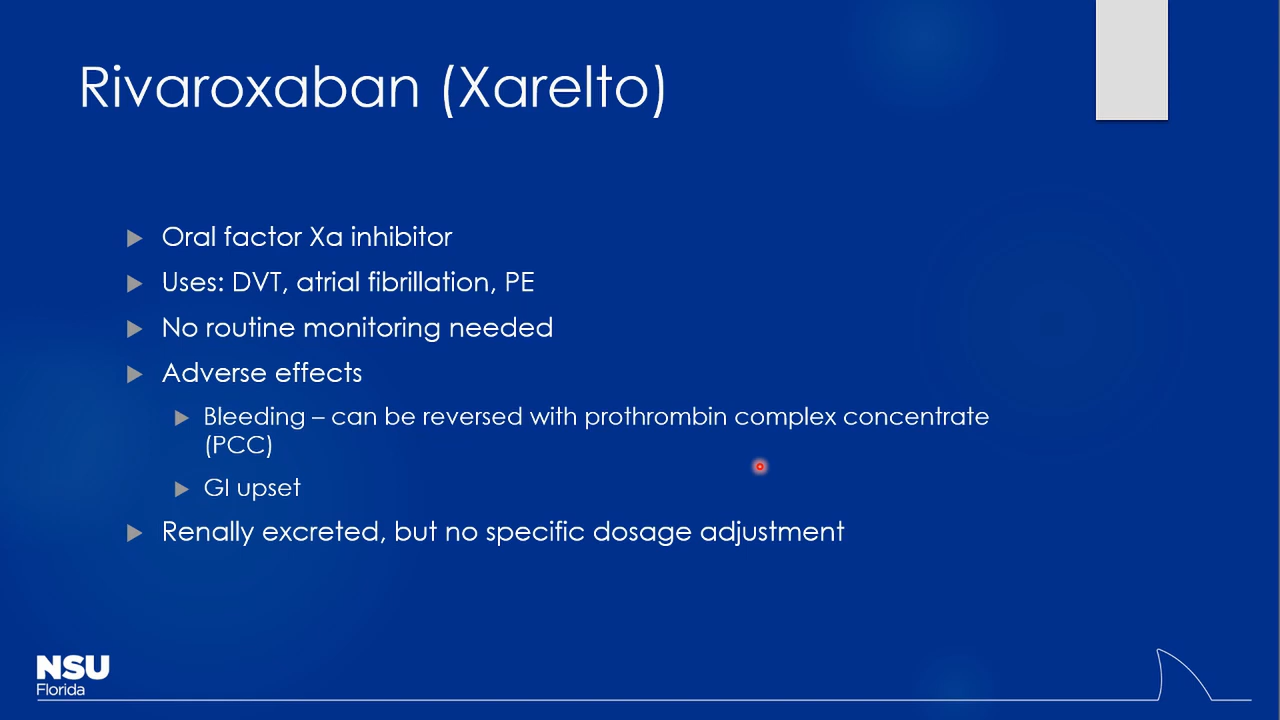 Rivaroxaban (Xarelto)
Oral factor Xa inhibitor
Uses: DVT, atrial fibrillation, PE
No routine monitoring needed
Adverse effects
Bleeding – can be reversed with prothrombin complex concentrate
(PCC)
GI upset
Renally excreted, but no specific dosage adjustment
NSU
Florida